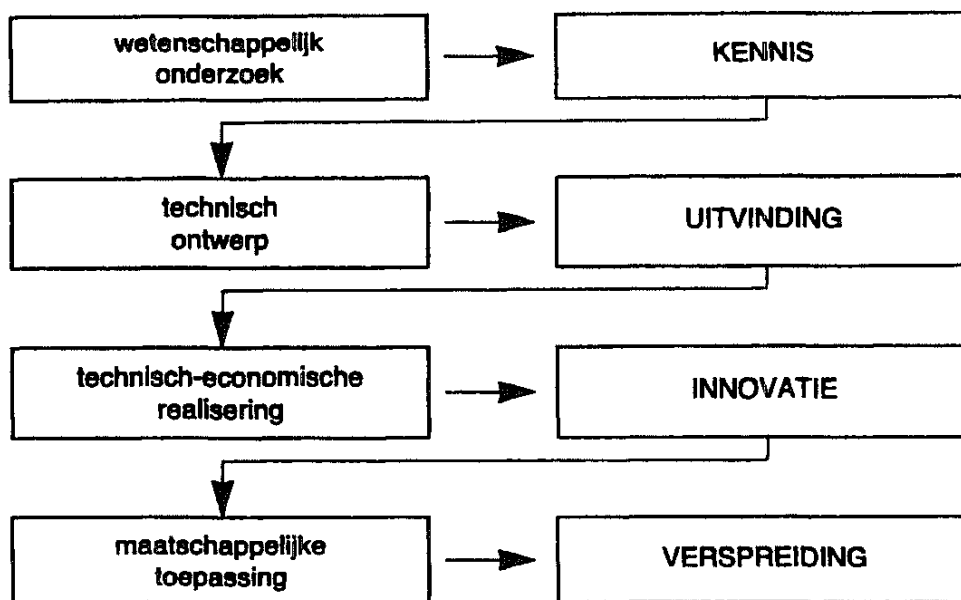 wetenschappelijk
onderzoek
KENNIS
technisch
ontwerp
UITVINDING
technisch-economische
realisering
INNOVATIE
maatschappelijke
toepassing
VERSPREIDING